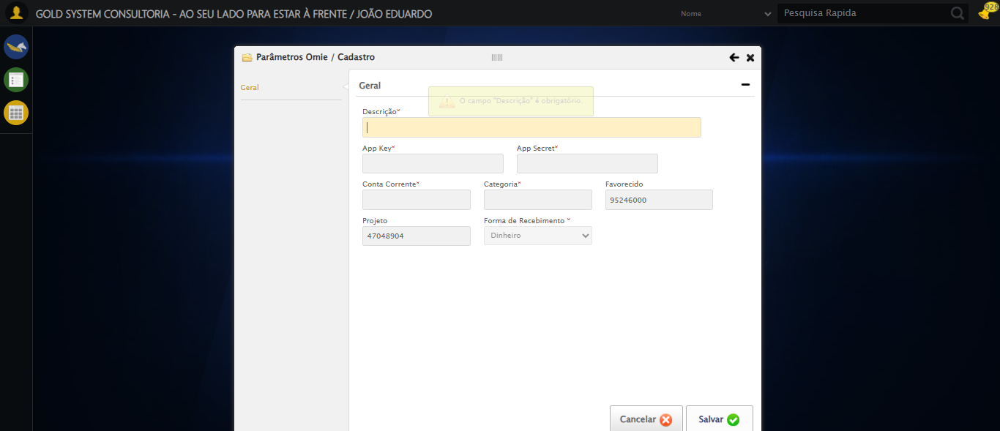 GOLD SYSTEM CONSULTORIA - AO SEU LADO PARA ESTAR À FRENTE / JOÃO EDUARDO
Nome
Pesquisa Rapida
928
Parâmetros Omie / Cadastro
Geral
Geral
O campo "Descrição" é obrigatório.
Descrição*
App Key*
App Secret*
Conta Corrente*
Categoria*
Favorecido
95246000
Projeto
Forma de Recebimento *
47048904
Dinheiro
Cancelar
Salvar